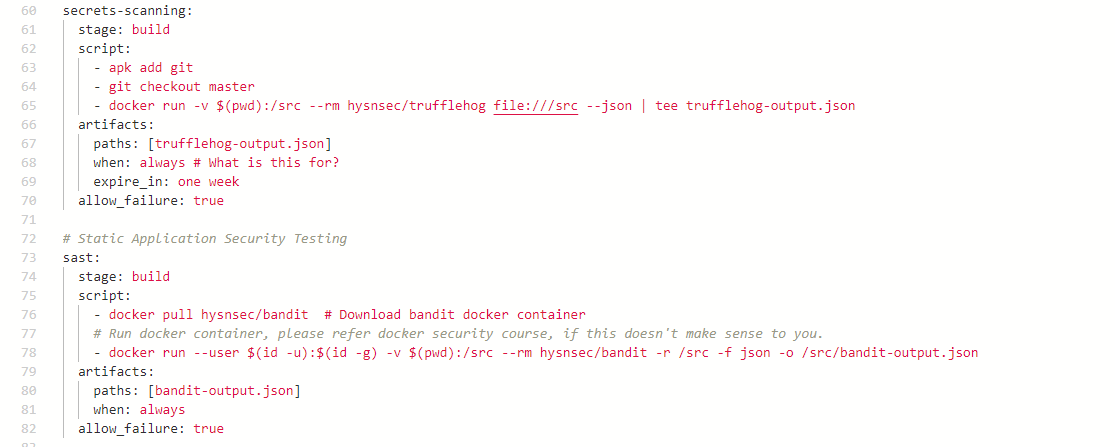 60 secrets-scanning:
61 stage: build
62 script:
63 - apk add git
64 - git checkout master
65 - docker run -v $(pwd):/src --rm hysnsec/trufflehog file:///src --json | tee trufflehog-output.json
66 artifacts:
67 paths: [trufflehog-output.json]
68 when: always # What is this for?
69 expire_in: one week
70 allow_failure: true
71
72 # Static Application Security Testing
73 sast:
74 stage: build
75 script:
76 - docker pull hysnsec/bandit  # Download bandit docker container
77 # Run docker container, please refer docker security course, if this doesn't make sense to you.
78 - docker run --user $(id -u):$(id -g) -v $(pwd):/src --rm hysnsec/bandit -r /src -f json -o /src/bandit-output.json
79 artifacts:
80 paths: [bandit-output.json]
81 when: always
82 allow_failure: true